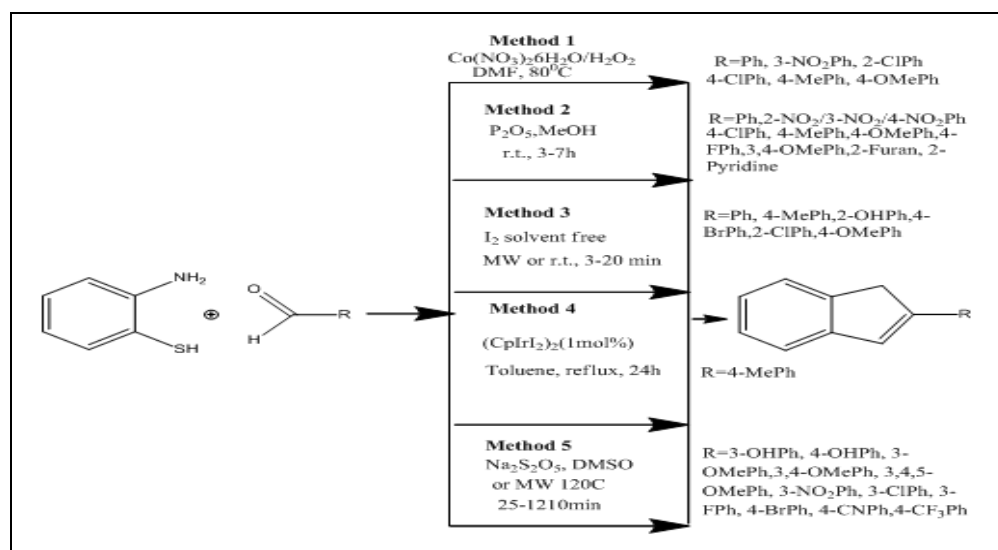 Method 1
Co(NO3)26H2O/H2O2
DMF, 80°C
R=Ph, 3-NO2Ph, 2-ClPh
4-ClPh, 4-MePh, 4-OMePh
Method 2
P2O5,MeOH
r.t., 3-7h
R=Ph,2-NO2/3-NO2/4-NO2Ph
4-ClPh, 4-MePh,4-OMePh,4-
FPh,3,4-OMePh,2-Furan, 2-
Pyridine
Method 3
I2 solvent free
MW or r.t., 3-20 min
R=Ph, 4-MePh,2-OHPh,4-
BrPh,2-ClPh,4-OMePh
NH2
SH
O
H
R
Method 4
(CpIrI2)2(1mol%)
Toluene, reflux, 24h
R
R=4-MePh
Method 5
Na2S2O5, DMSO
or MW 120C
25-1210min
R=3-OHPh, 4-OHPh, 3-
OMePh,3,4-OMePh, 3,4,5-
OMePh, 3-NO2Ph, 3-ClPh, 3-
FPh, 4-BrPh, 4-CNPh,4-CF3Ph